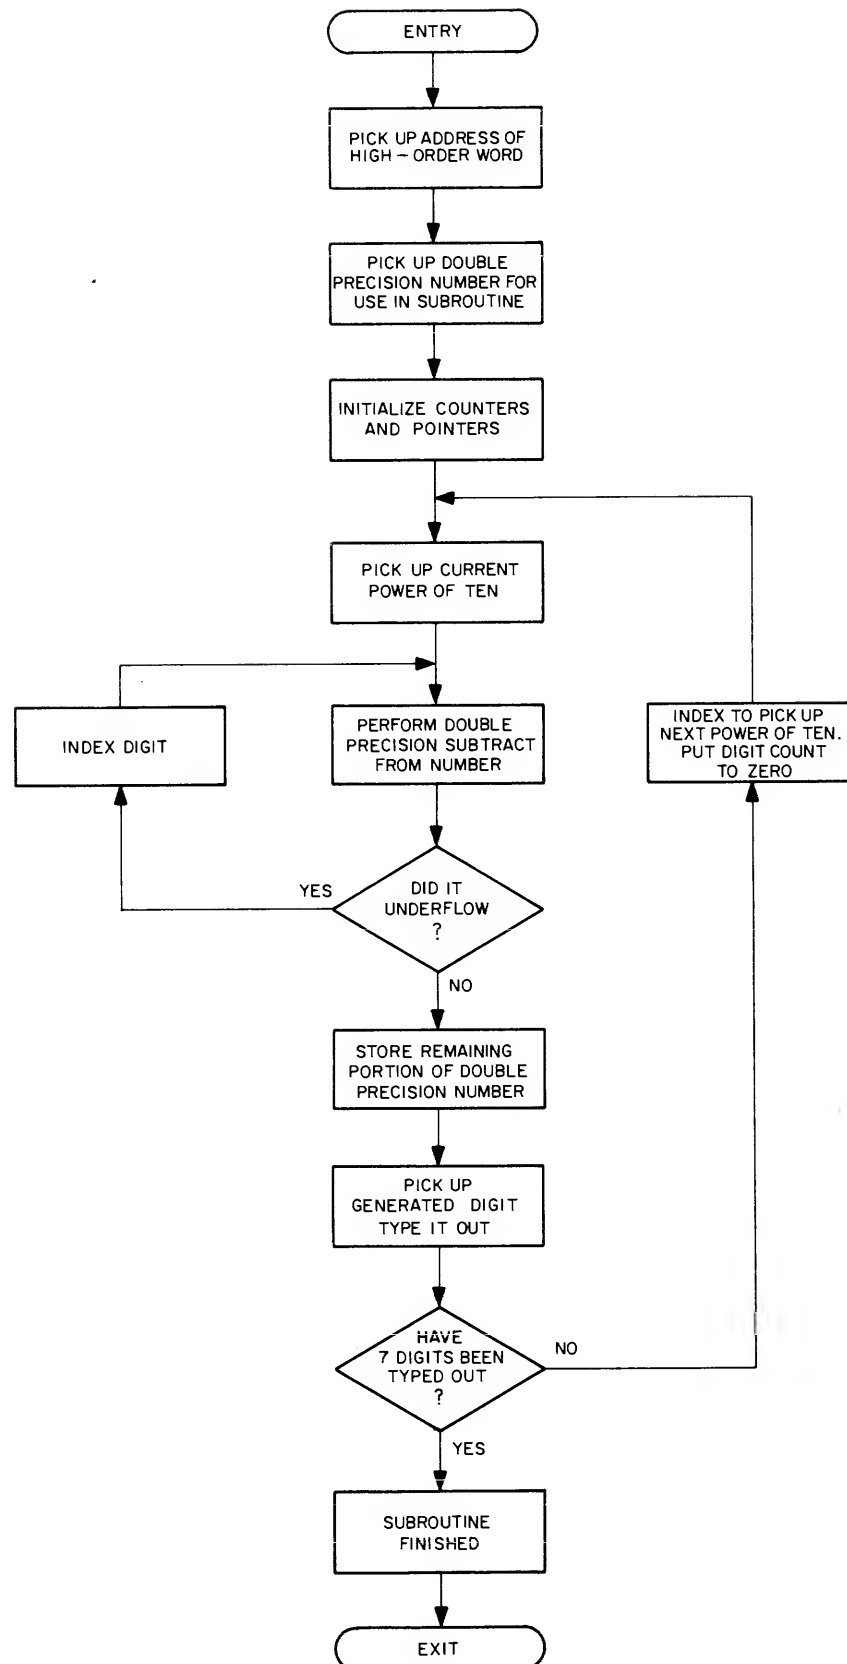 ENTRY
PICK UP ADDRESS OF
HIGH-ORDER WORD
PICK UP DOUBLE
PRECISION NUMBER FOR
USE IN SUBROUTINE
INITIALIZE COUNTERS
AND POINTERS
PICK UP CURRENT
POWER OF TEN
INDEX DIGIT
PERFORM DOUBLE
PRECISION SUBTRACT
FROM NUMBER
INDEX TO PICK UP
NEXT POWER OF TEN.
PUT DIGIT COUNT
TO ZERO
YES
DID IT
UNDERFLOW
?
NO
STORE REMAINING
PORTION OF DOUBLE
PRECISION NUMBER
PICK UP
GENERATED DIGIT
TYPE IT OUT
HAVE
7 DIGITS BEEN
TYPED OUT
?
NO
YES
SUBROUTINE
FINISHED
EXIT